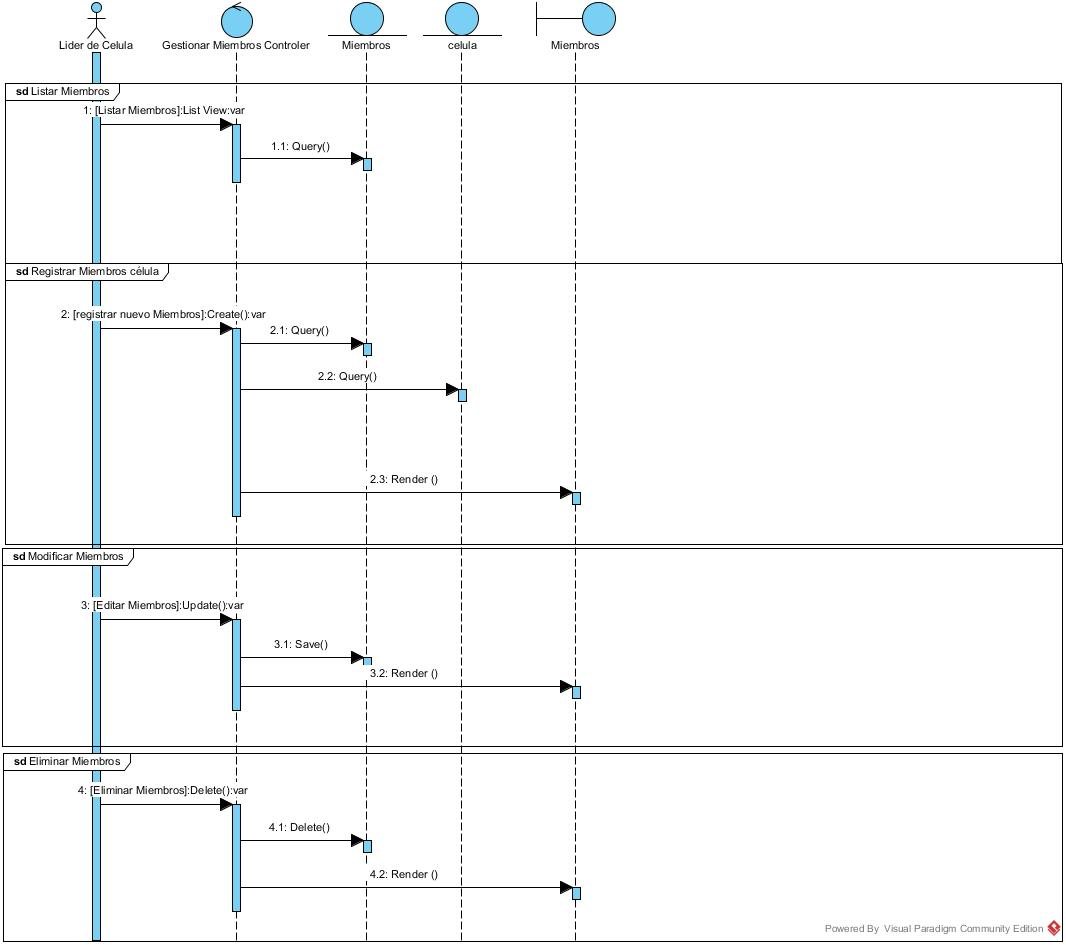 Lider de Celula
Gestionar Miembros Controler
Miembros
celula
Miembros
sd Listar Miembros
1: [Listar Miembros]:List View:var
1.1: Query()
sd Registrar Miembros célula
2: [registrar nuevo Miembros]:Create():var
2.1: Query()
2.2: Query()
2.3: Render ()
sd Modificar Miembros
3: [Editar Miembros]:Update():var
3.1: Save()
3.2: Render ()
sd Eliminar Miembros
4: [Eliminar Miembros]:Delete():var
4.1: Delete()
4.2: Render ()
Powered By Visual Paradigm Community Edition